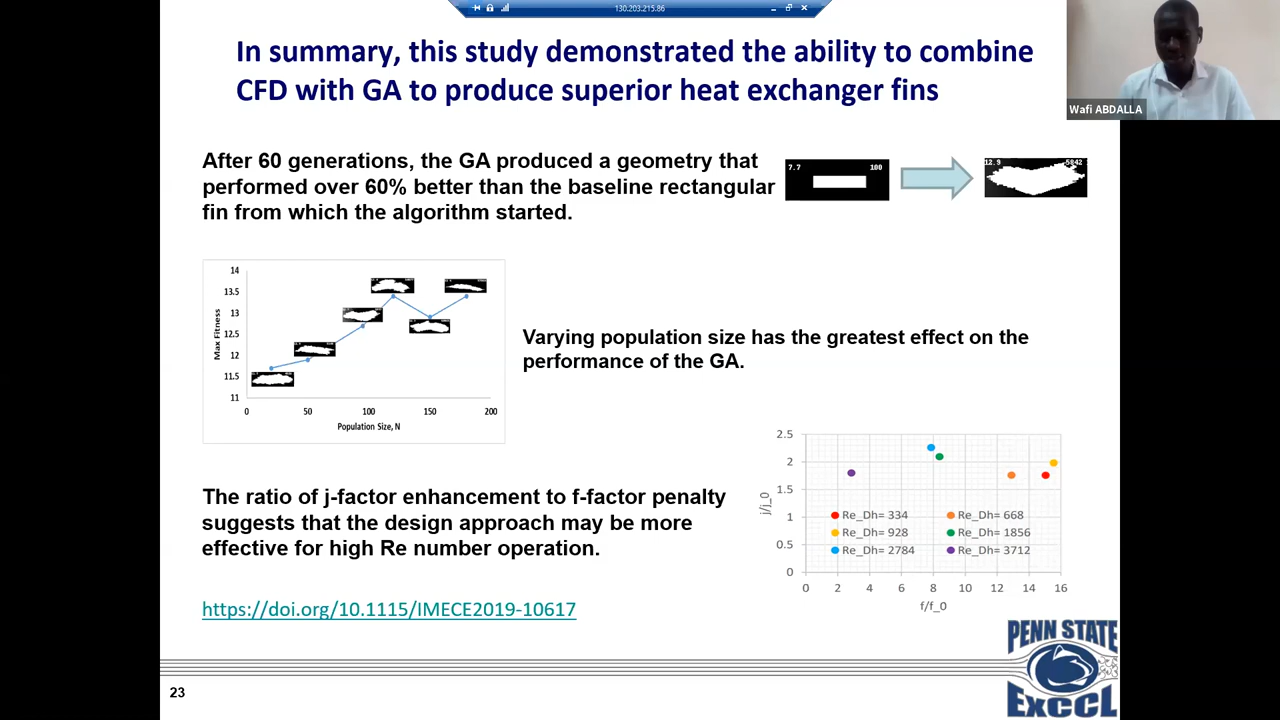 130.203.215.86
In summary, this study demonstrated the ability to combine
CFD with GA to produce superior heat exchanger fins
Wafi ABDALLA
After 60 generations, the GA produced a geometry that
performed over 60% better than the baseline rectangular
fin from which the algorithm started.
7.7 100
12.9 -5842
14
13.5
13
12.5
12
11.5
11
Max Fitness
0 50 100 150 200
Population Size, N
Varying population size has the greatest effect on the
performance of the GA.
The ratio of j-factor enhancement to f-factor penalty
suggests that the design approach may be more
effective for high Re number operation.
2.5
2
1.5
1
0.5
0
j/j_0
Re_Dh= 334 Re_Dh= 668
Re_Dh= 928 Re_Dh= 1856
Re_Dh= 2784 Re_Dh= 3712
0 2 4 6 8 10 12 14 16
f/f_0
https://doi.org/10.1115/IMECE2019-10617
PENN STATE
ExCCL
23